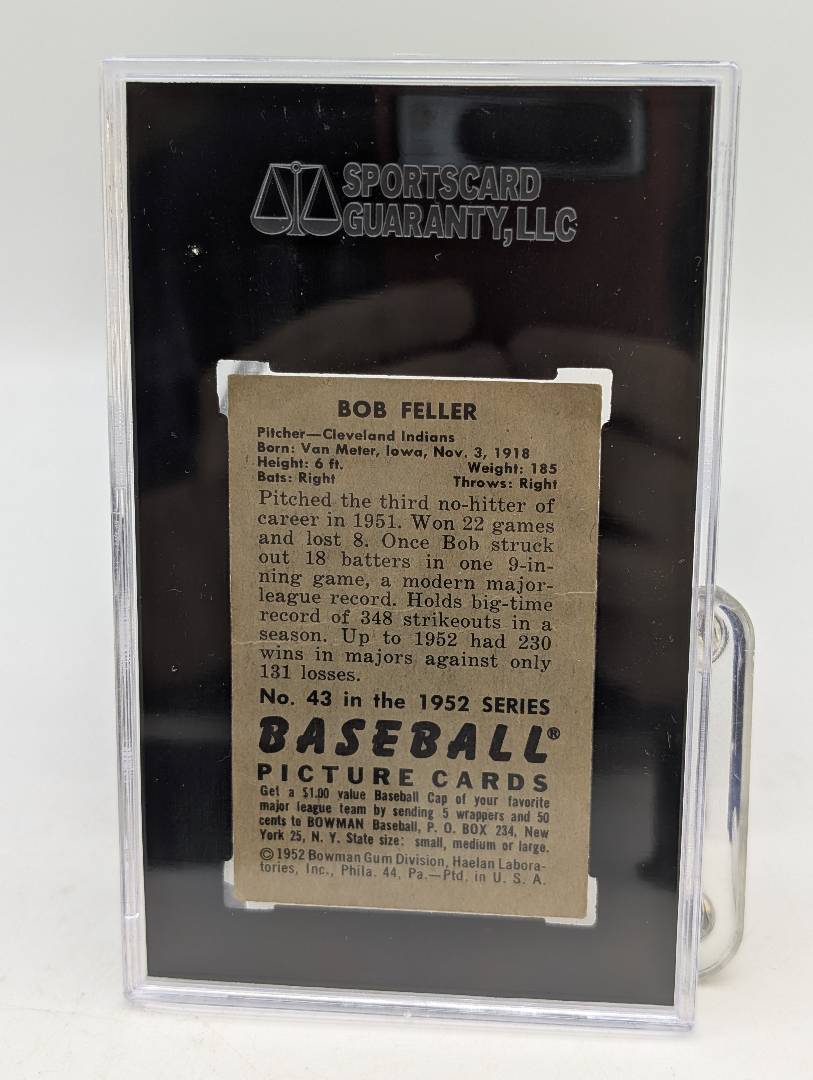 SPORTSCARD
GUARANTY, LLC
BOB FELLER
Pitcher—Cleveland Indians
Born: Van Meter, Iowa, Nov. 3, 1918
Height: 6 ft. Weight: 185
Bats: Right Throws: Right
Pitched the third no-hitter of
career in 1951. Won 22 games
and lost 8. Once Bob struck
out 18 batters in one 9-in-
ning game, a modern major-
league record. Holds big-time
record of 348 strikeouts in a
season. Up to 1952 had 230
wins in majors against only
131 losses.
No. 43 in the 1952 SERIES
BASEBALL®
PICTURE CARDS
Get a $1.00 value Baseball Cap of your favorite
major league team by sending 5 wrappers and 50
cents to BOWMAN Baseball, P. O. BOX 234, New
York 25, N. Y. State size: small, medium or large.
©1952 Bowman Gum Division, Haelan Labora-
tories, Inc., Phila. 44, Pa.—Ptd. in U. S. A.